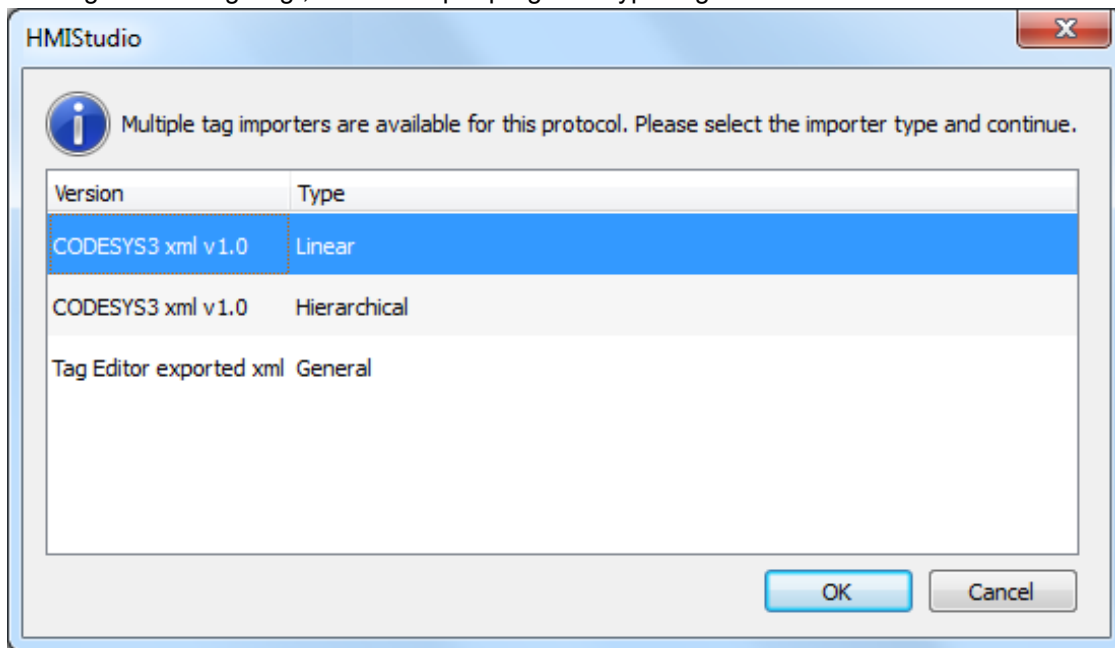 HMIStudio
Multiple tag importers are available for this protocol. Please select the importer type and continue.
Version Type
CODESYS3 xml v1.0 Linear
CODESYS3 xml v1.0 Hierarchical
Tag Editor exported xml General
OK Cancel